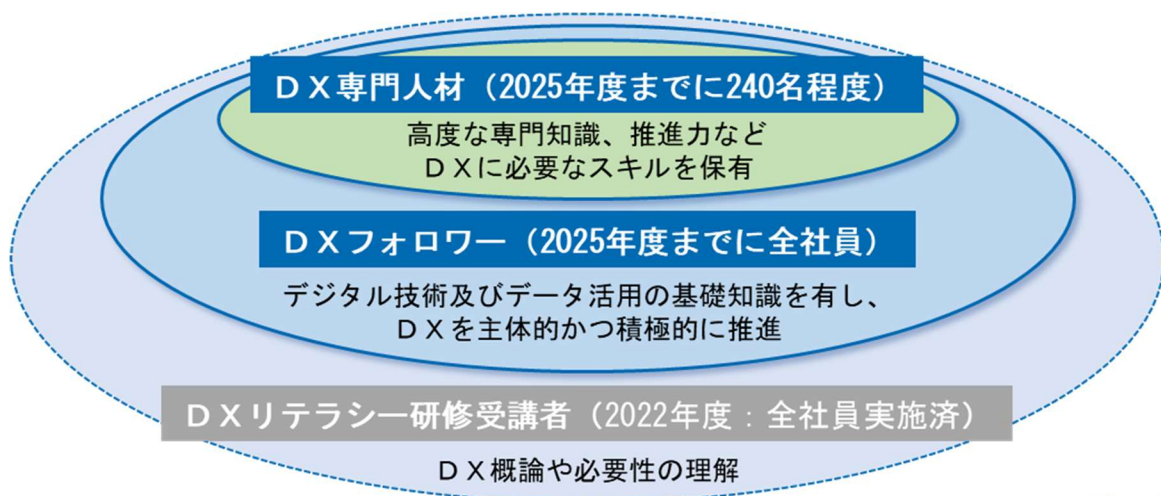 ＤＸ専門人材（2025年度までに240名程度）
高度な専門知識、推進力など
ＤＸに必要なスキルを保有
ＤＸフォロワー（2025年度までに全社員）
デジタル技術及びデータ活用の基礎知識を有し、
ＤＸを主体的かつ積極的に推進
ＤＸリテラシー研修受講者（2022年度：全社員実施済）
ＤＸ概論や必要性の理解